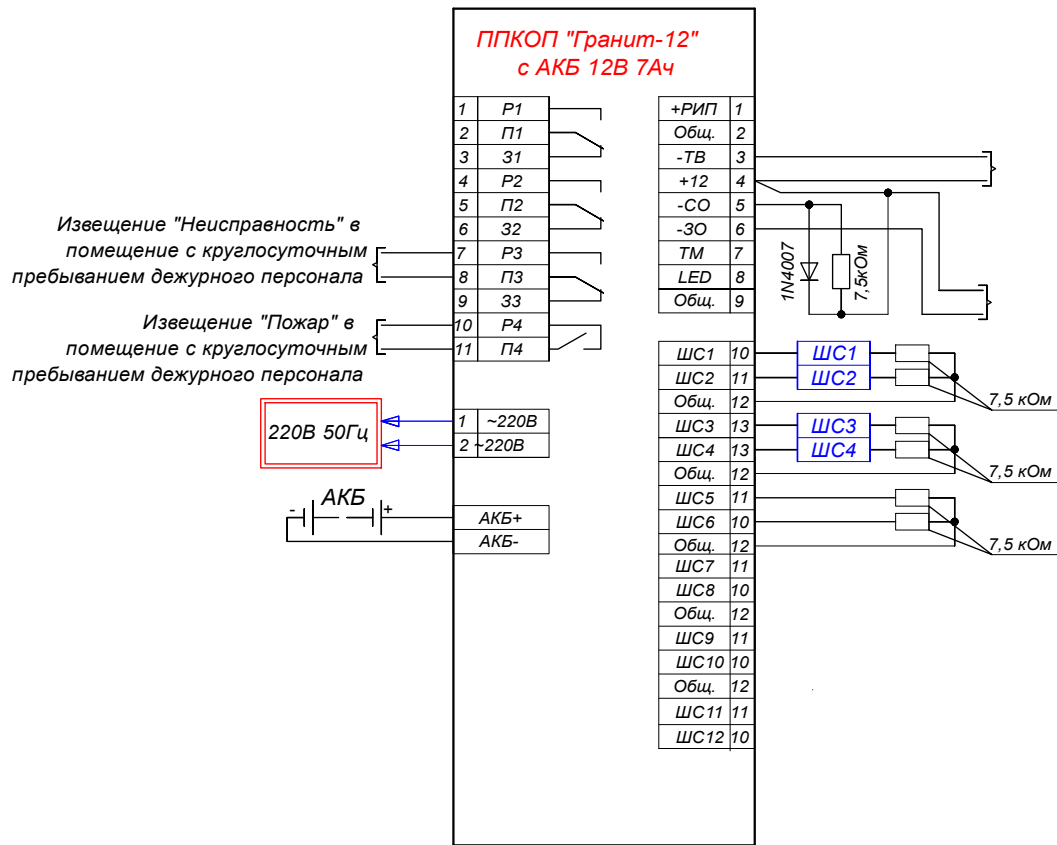 ППКОП "Гранит-12"
с АКБ 12В 7Ач
1 Р1
2 П1
3 З1
4 Р2
5 П2
6 З2
7 Р3
8 П3
9 З3
10 Р4
11 П4
Извещение "Неисправность" в
помещение с круглосуточным
пребыванием дежурного персонала
Извещение "Пожар" в
помещение с круглосуточным
пребыванием дежурного персонала
220В 50Гц
1 ~220В
2 ~220В
АКБ
- +
АКБ+
АКБ-
+РИП 1
Общ. 2
-ТВ 3
+12 4
-СО 5
-ЗО 6
ТМ 7
LED 8
Общ. 9
1N4007
7,5кОм
ШС1 10 ШС1
ШС2 11 ШС2
Общ. 12
7,5 кОм
ШС3 13 ШС3
ШС4 13 ШС4
Общ. 12
7,5 кОм
ШС5 11
ШС6 10
Общ. 12
7,5 кОм
ШС7 11
ШС8 10
Общ. 12
ШС9 11
ШС10 10
Общ. 12
ШС11 11
ШС12 10